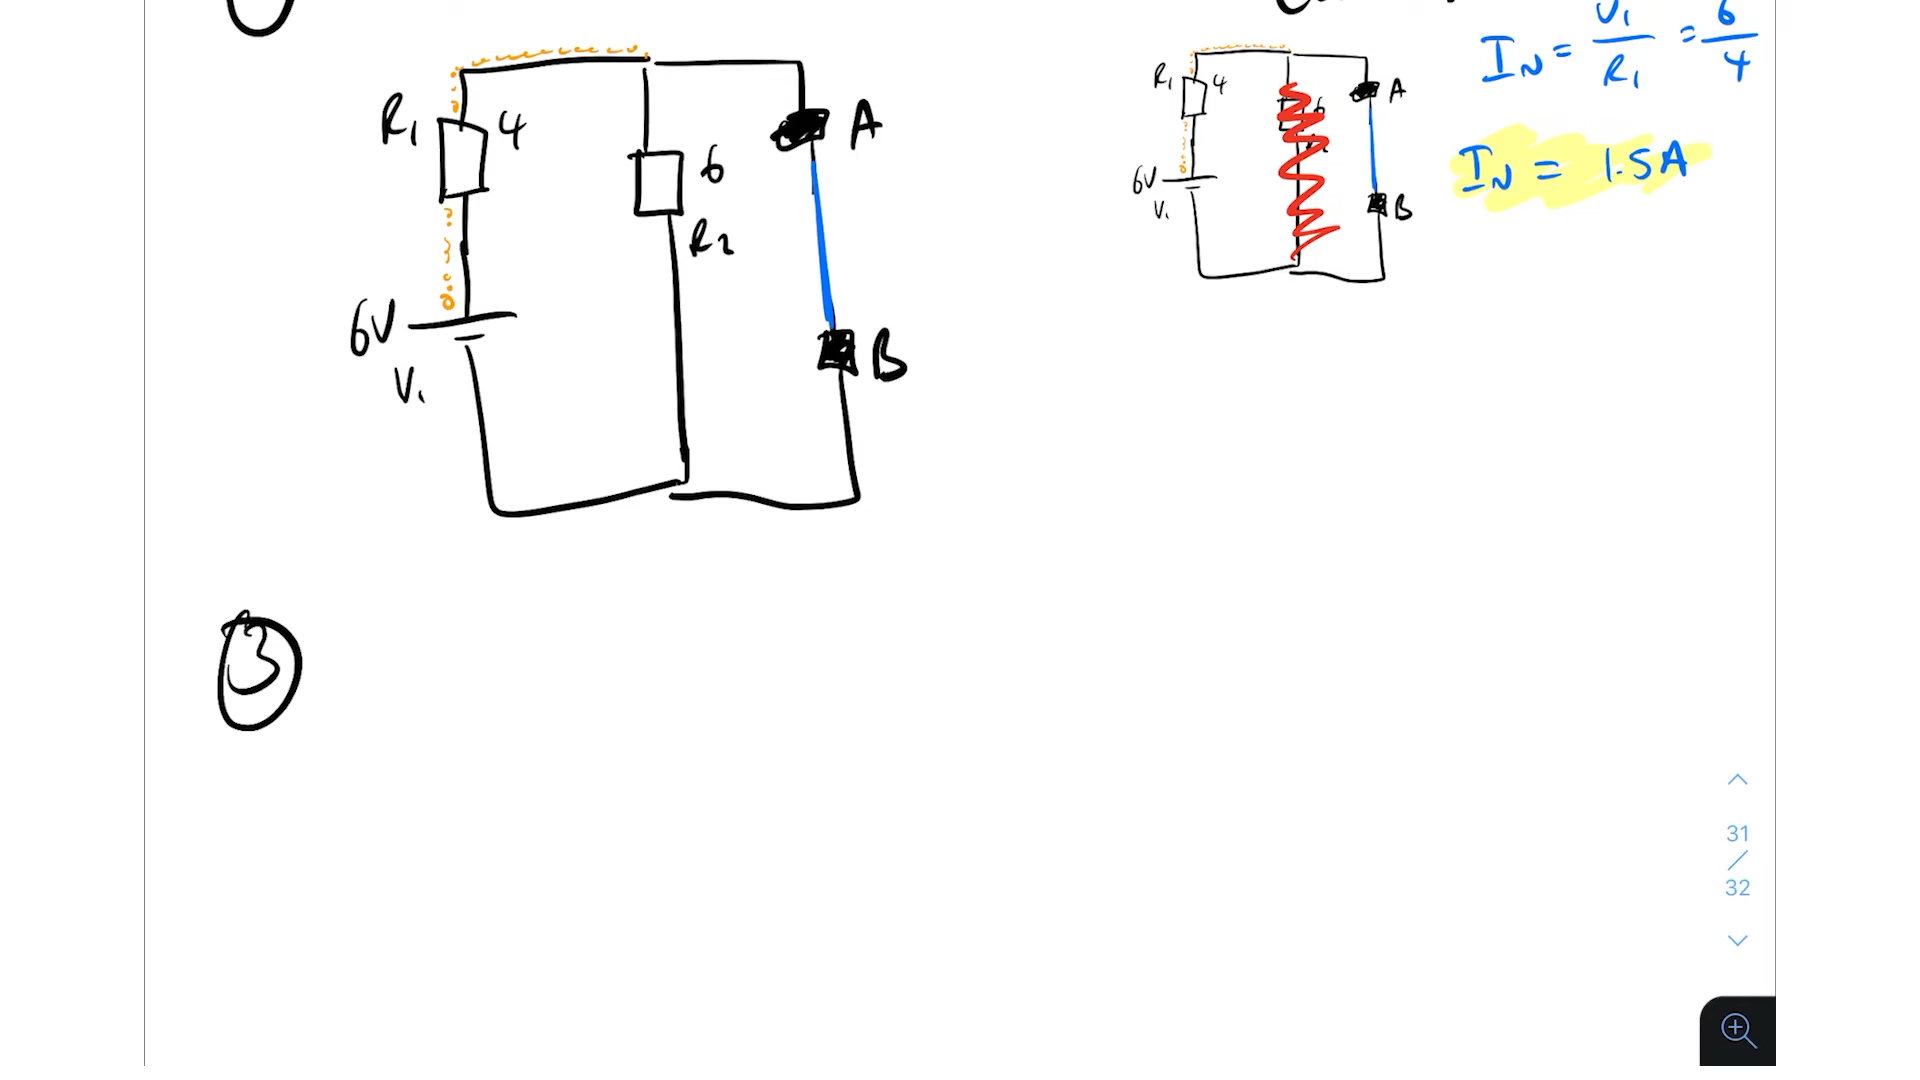 R1 4
6
R2
6V
V1
A
B
R1 4
6
6V
V1
A
B
IN = V1 / R1 = 6 / 4
IN = 1.5A
3
31
/
32